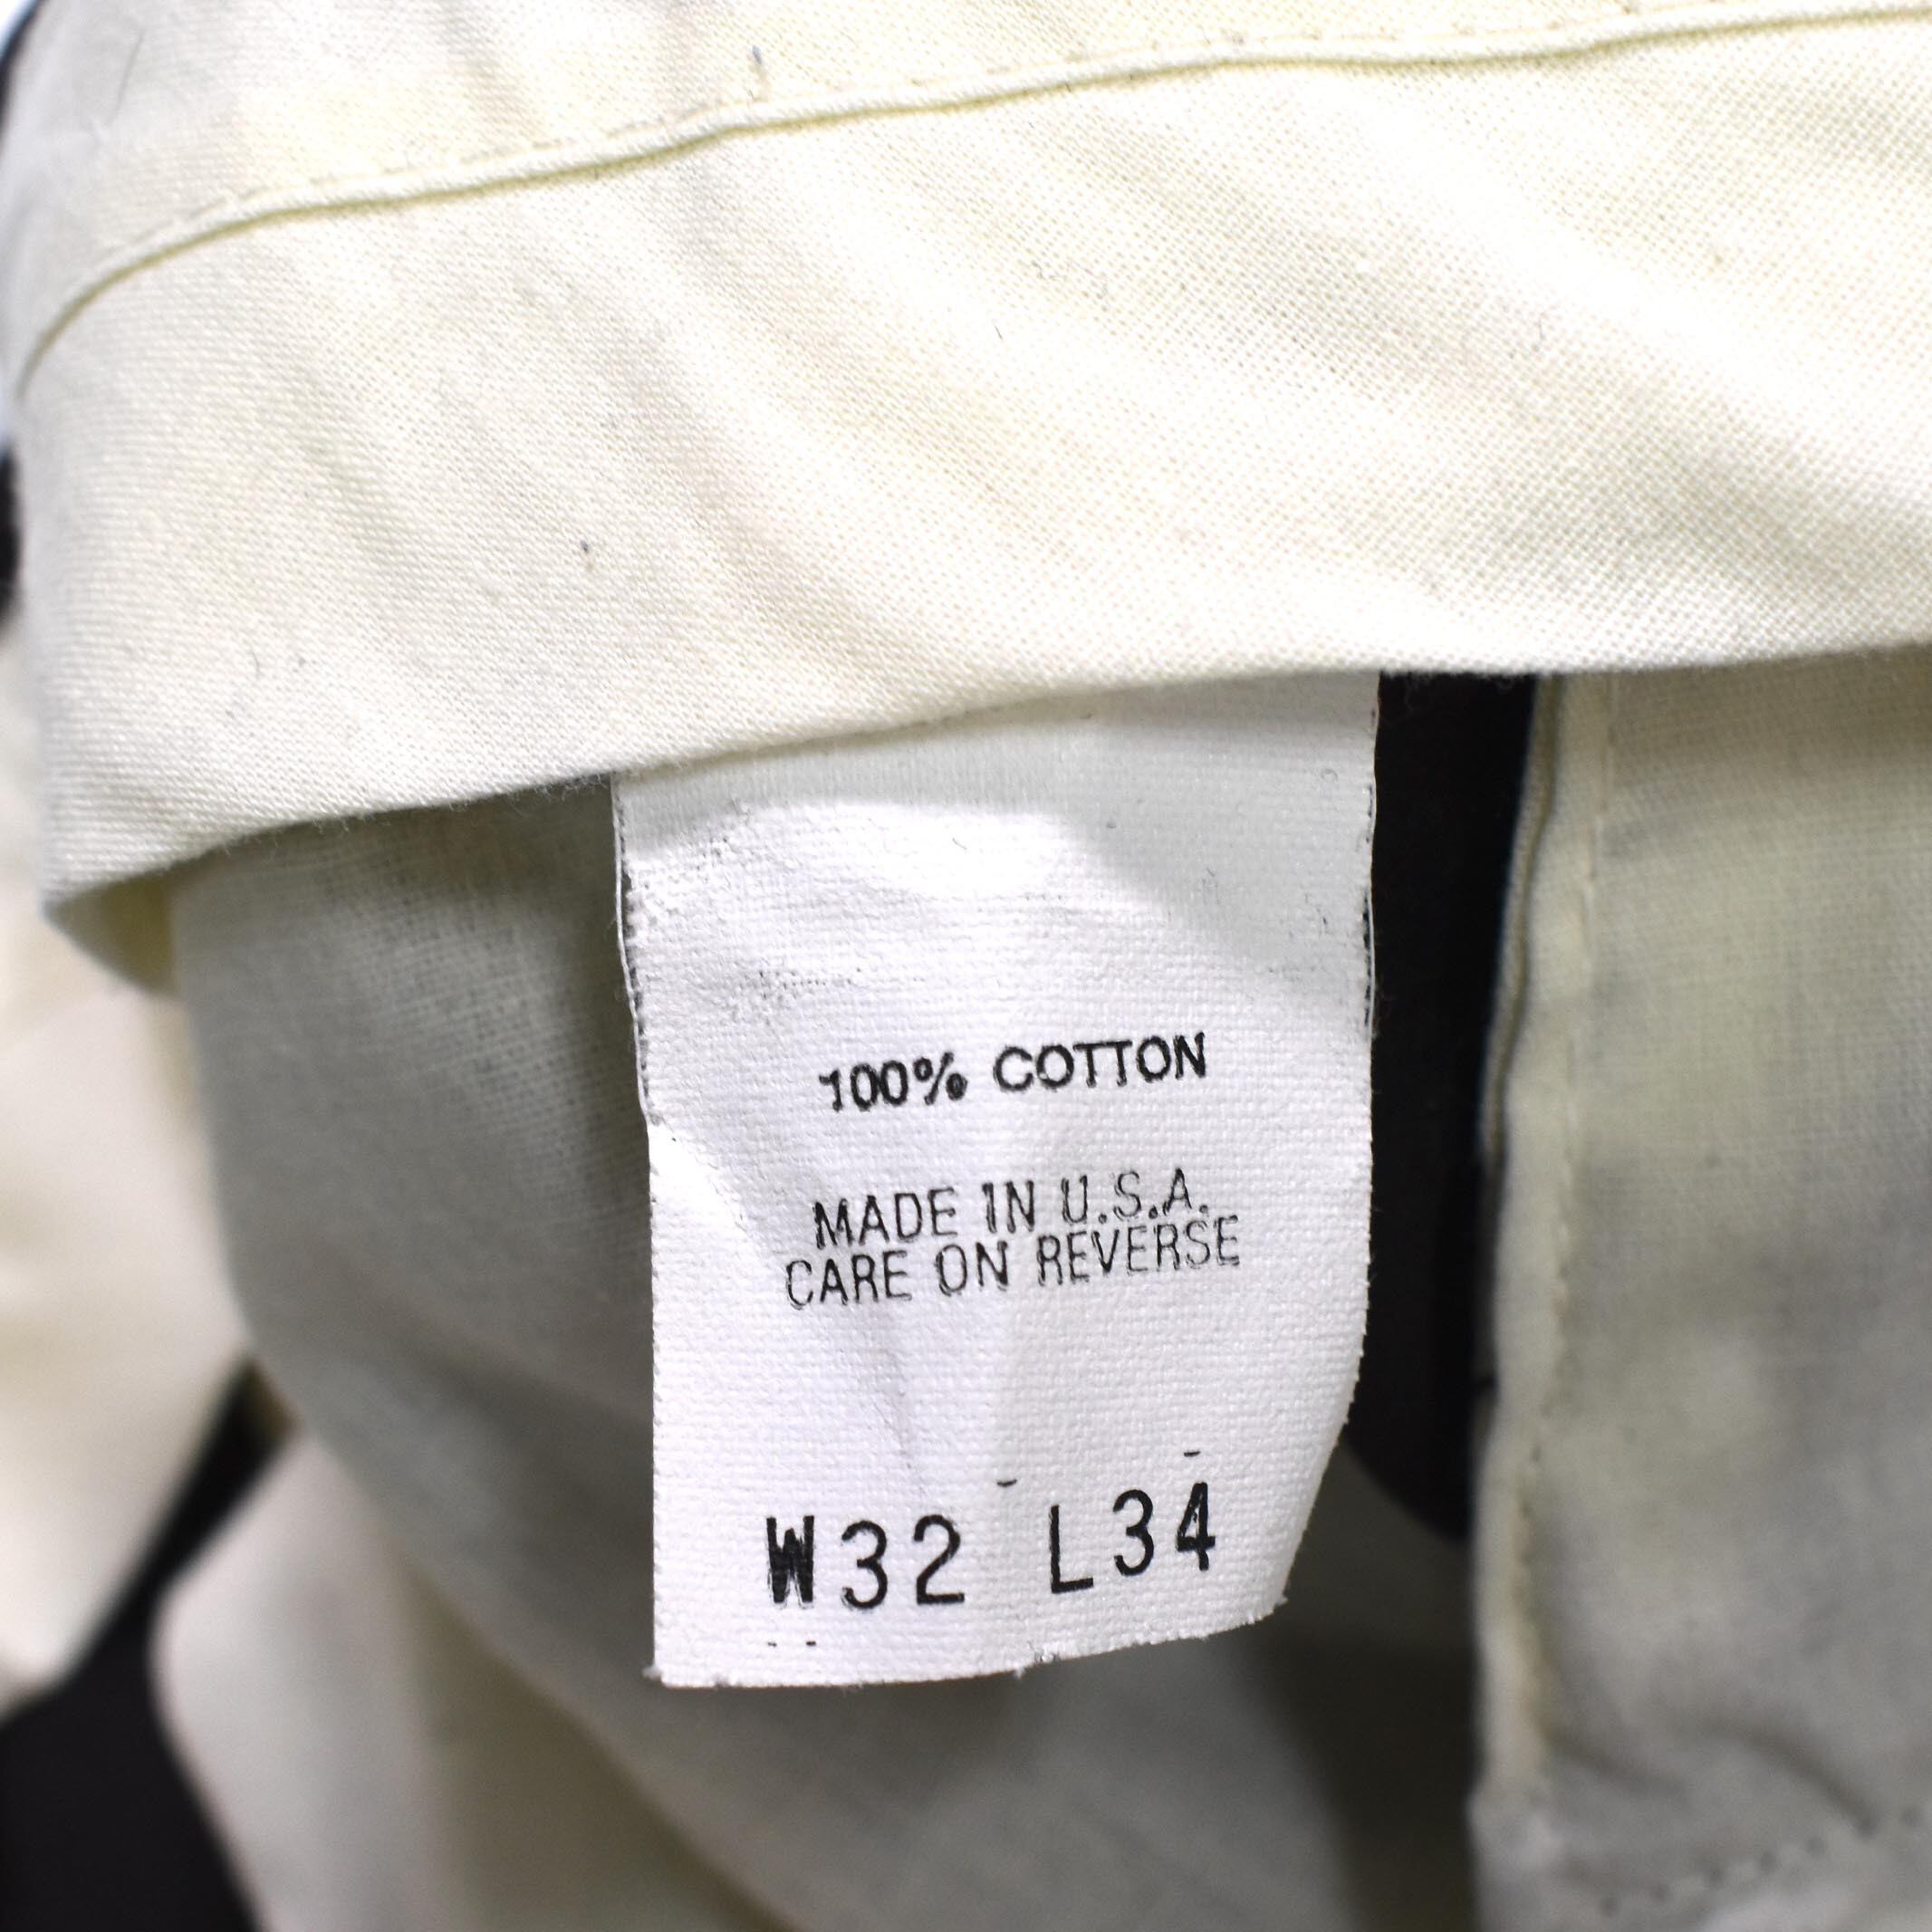 100% COTTON
MADE IN U.S.A.
CARE ON REVERSE
W32 L34